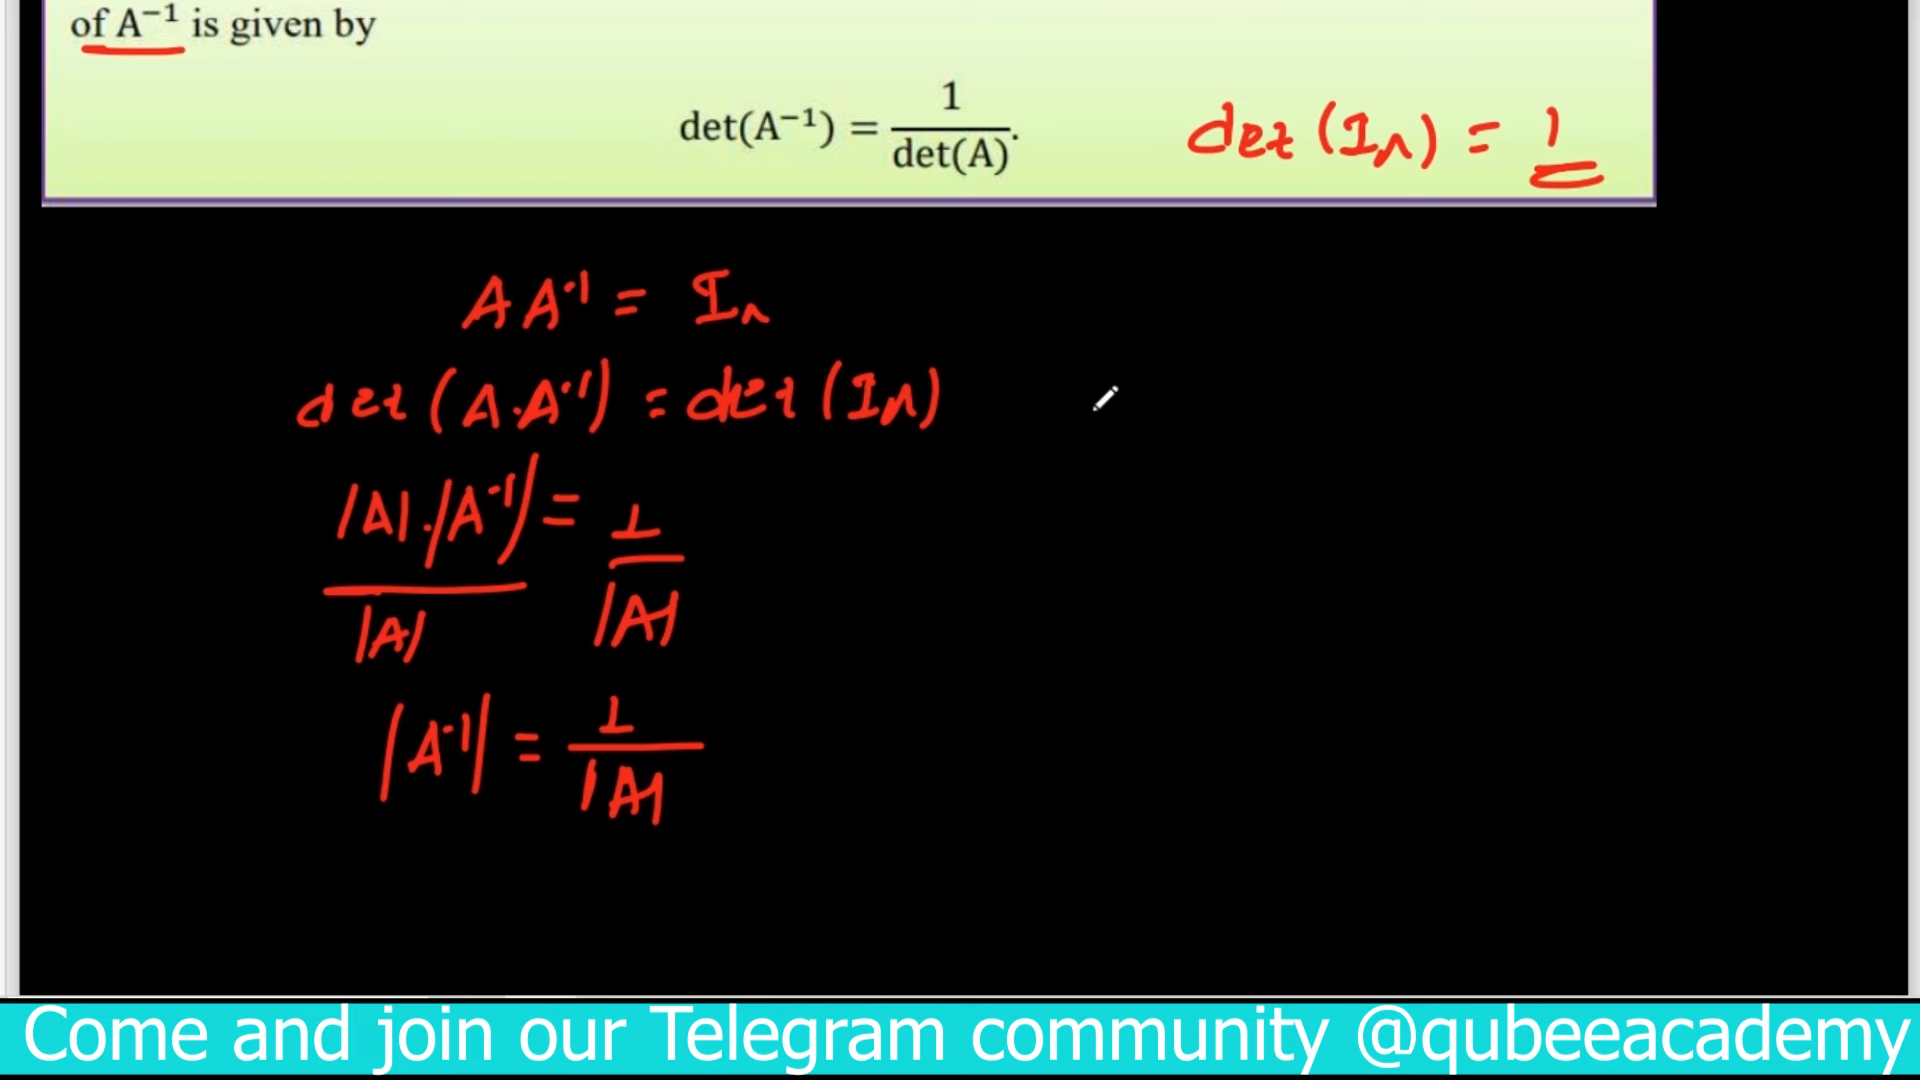 of A⁻¹ is given by
det(A⁻¹) = 1/det(A).
det (In) = 1
A A⁻¹ = In
det (A.A⁻¹) = det (In)
|A|.|A⁻¹| / |A| = 1 / |A|
|A⁻¹| = 1 / |A|
Come and join our Telegram community @qubeeacademy